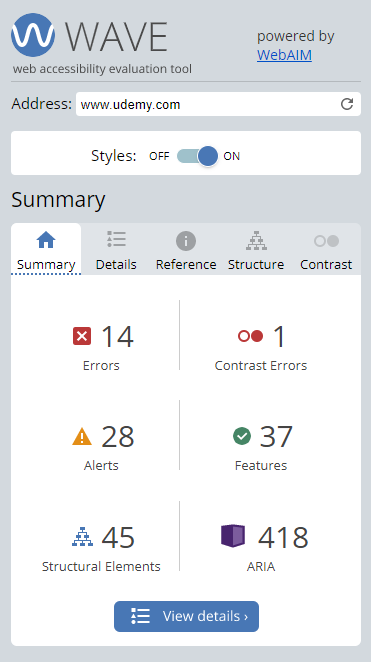 WAVE
web accessibility evaluation tool
powered by
WebAIM
Address: www.udemy.com
Styles: OFF ON
Summary
Summary Details Reference Structure Contrast
14 1
Errors Contrast Errors
28 37
Alerts Features
45 418
Structural Elements ARIA
View details ›